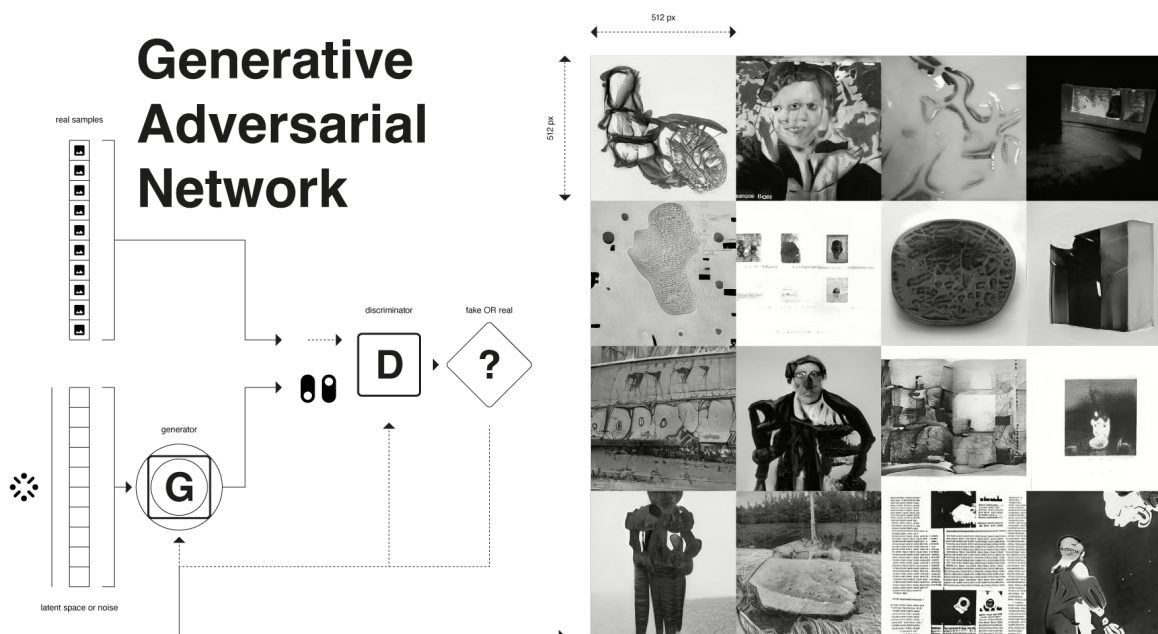 Generative
Adversarial
Network
real samples
discriminator
fake OR real
D
?
generator
G
latent space or noise
512 px
512 px